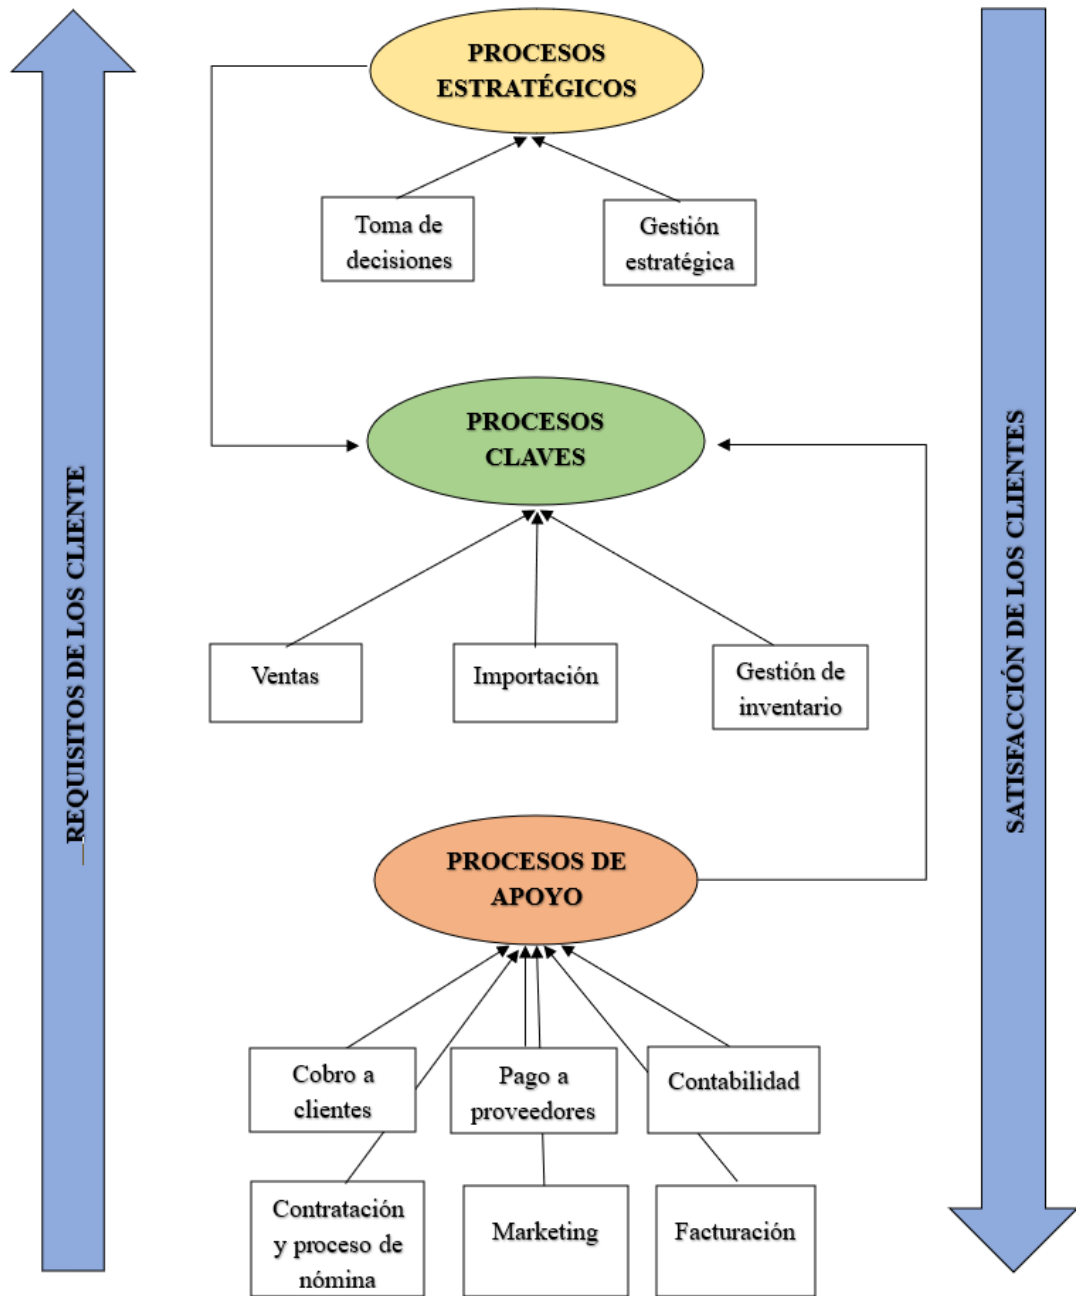 PROCESOS
ESTRATÉGICOS
Toma de
decisiones
Gestión
estratégica
REQUISITOS DE LOS CLIENTE
PROCESOS
CLAVES
SATISFACCIÓN DE LOS CLIENTES
Ventas
Importación
Gestión de
inventario
PROCESOS DE
APOYO
Cobro a
clientes
Pago a
proveedores
Contabilidad
Contratación
y proceso de
nómina
Marketing
Facturación